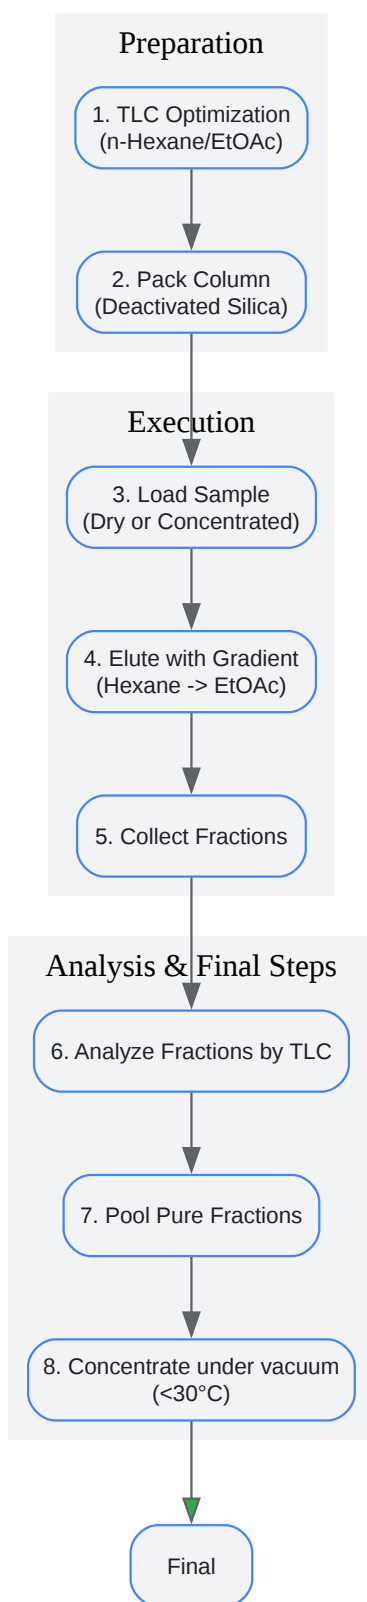 Preparation
1. TLC Optimization
(n-Hexane/EtOAc)
2. Pack Column
(Deactivated Silica)
Execution
3. Load Sample
(Dry or Concentrated)
4. Elute with Gradient
(Hexane -> EtOAc)
5. Collect Fractions
Analysis & Final Steps
6. Analyze Fractions by TLC
7. Pool Pure Fractions
8. Concentrate under vacuum
(<30°C)
Final